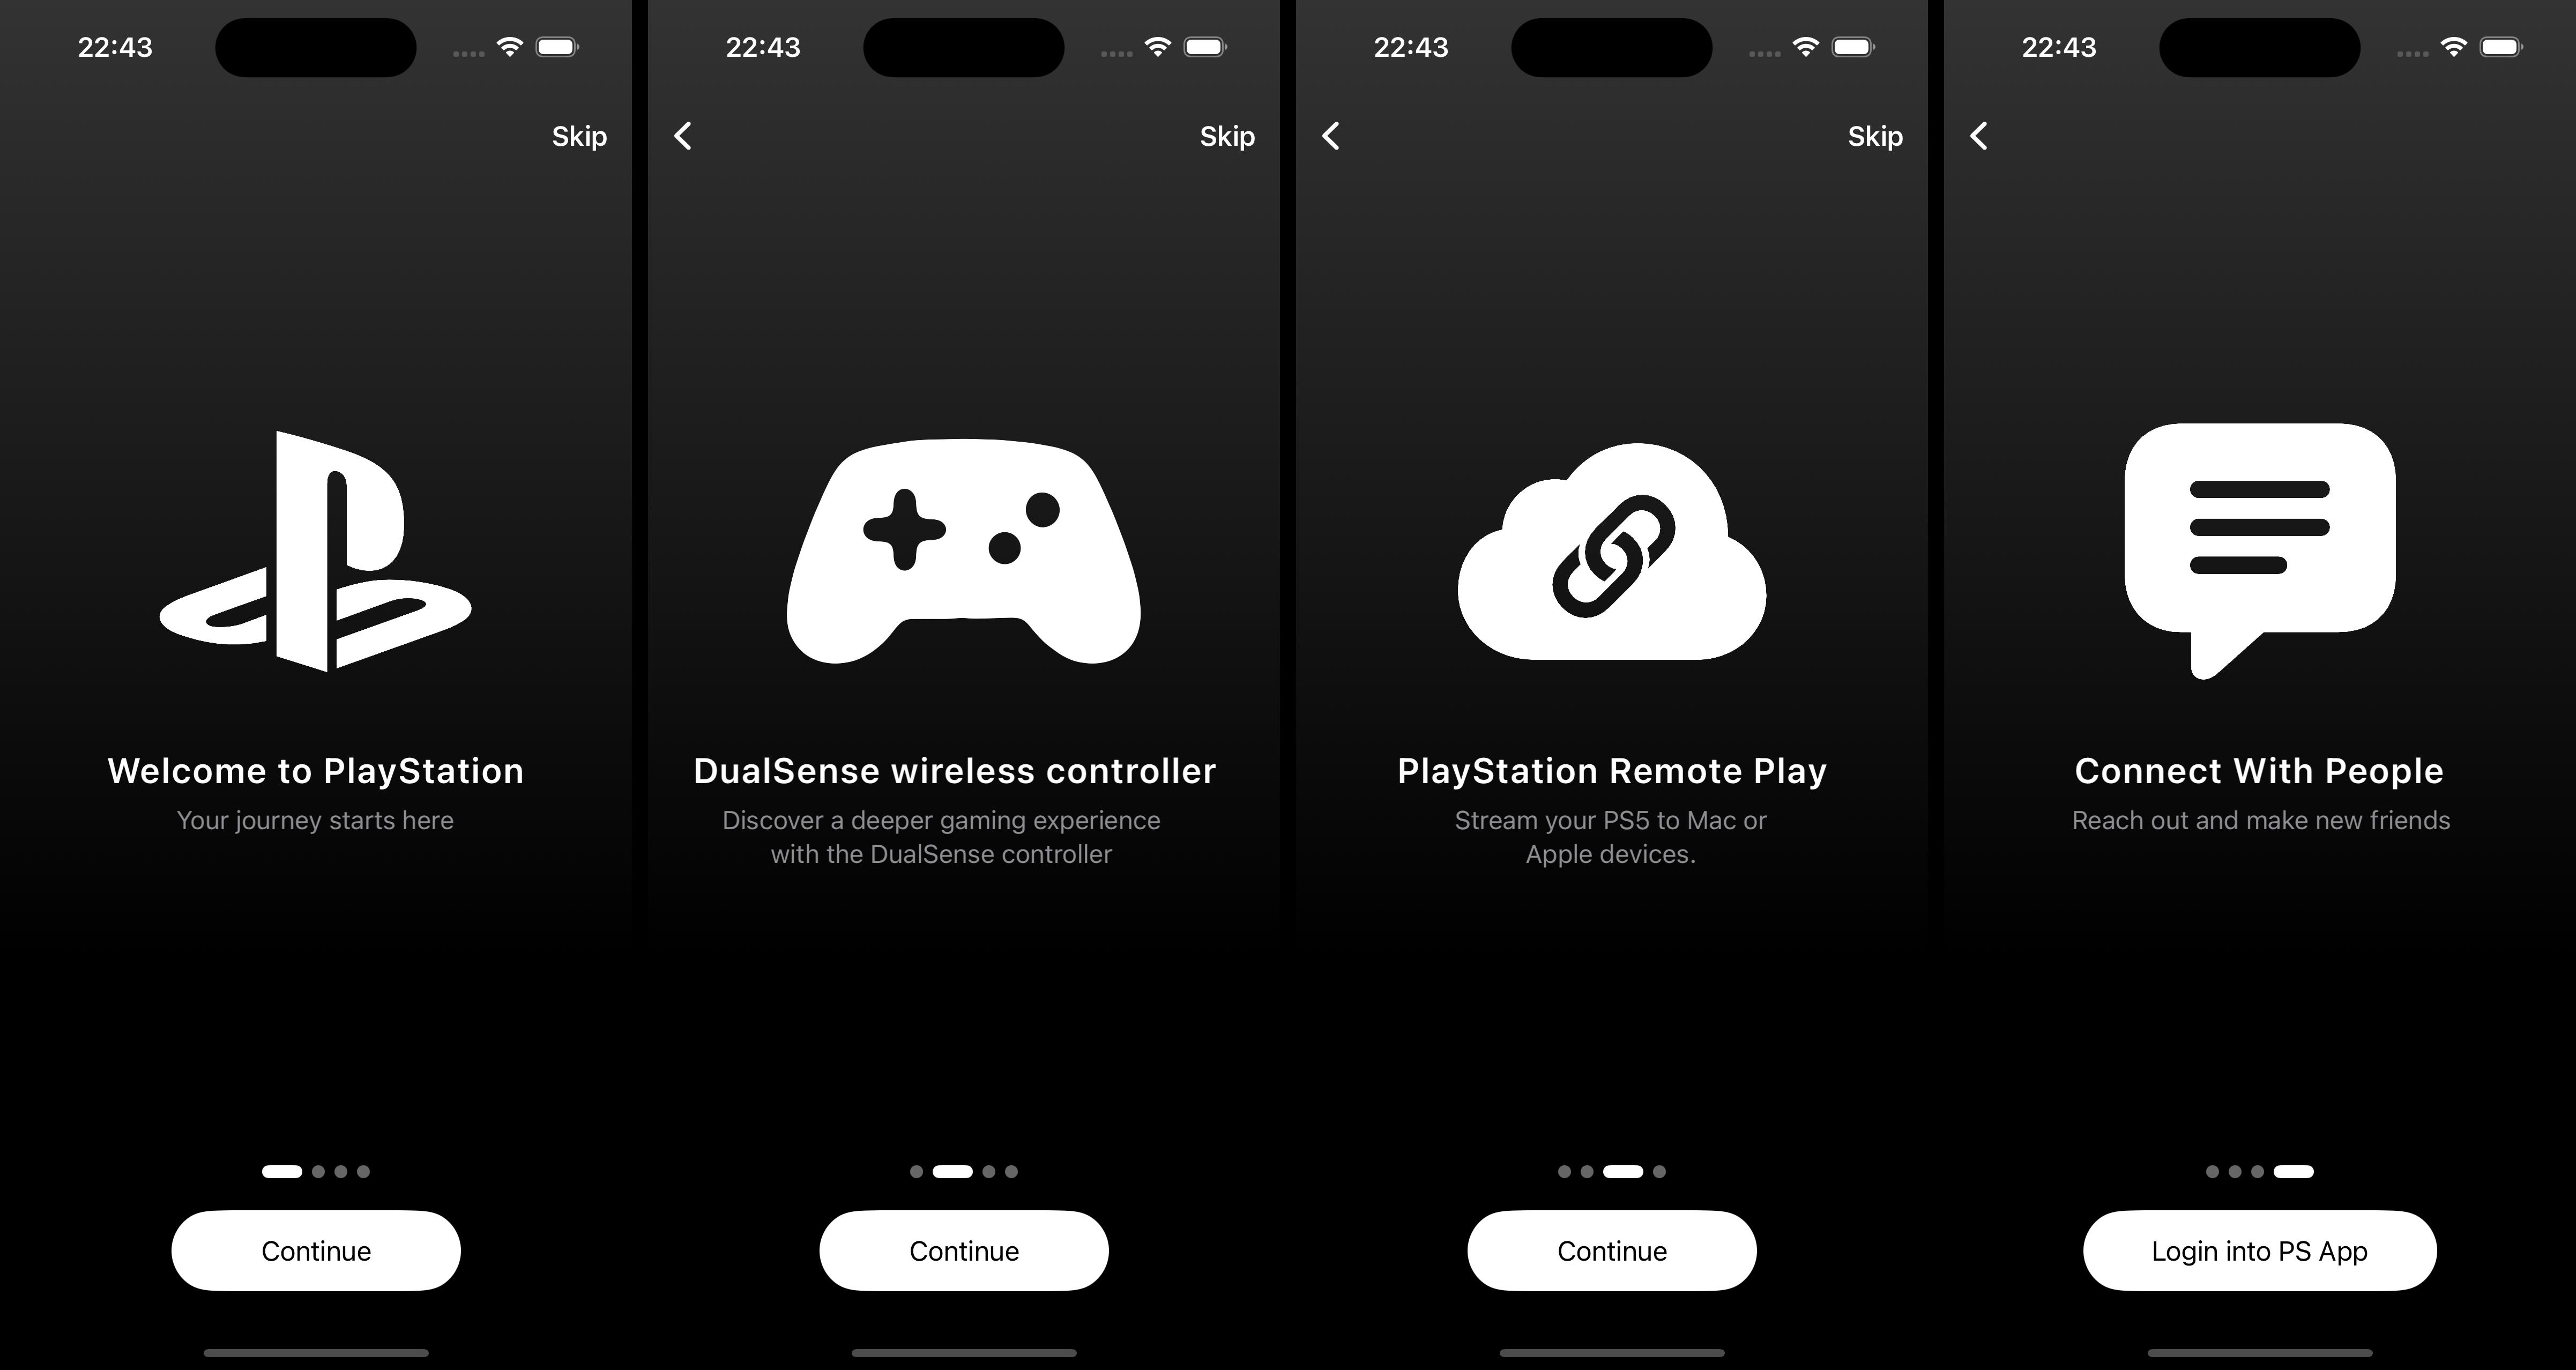 22:43
Skip
Welcome to PlayStation
Your journey starts here
Continue
22:43
Skip
DualSense wireless controller
Discover a deeper gaming experience
with the DualSense controller
Continue
22:43
Skip
PlayStation Remote Play
Stream your PS5 to Mac or
Apple devices.
Continue
22:43
Connect With People
Reach out and make new friends
Login into PS App